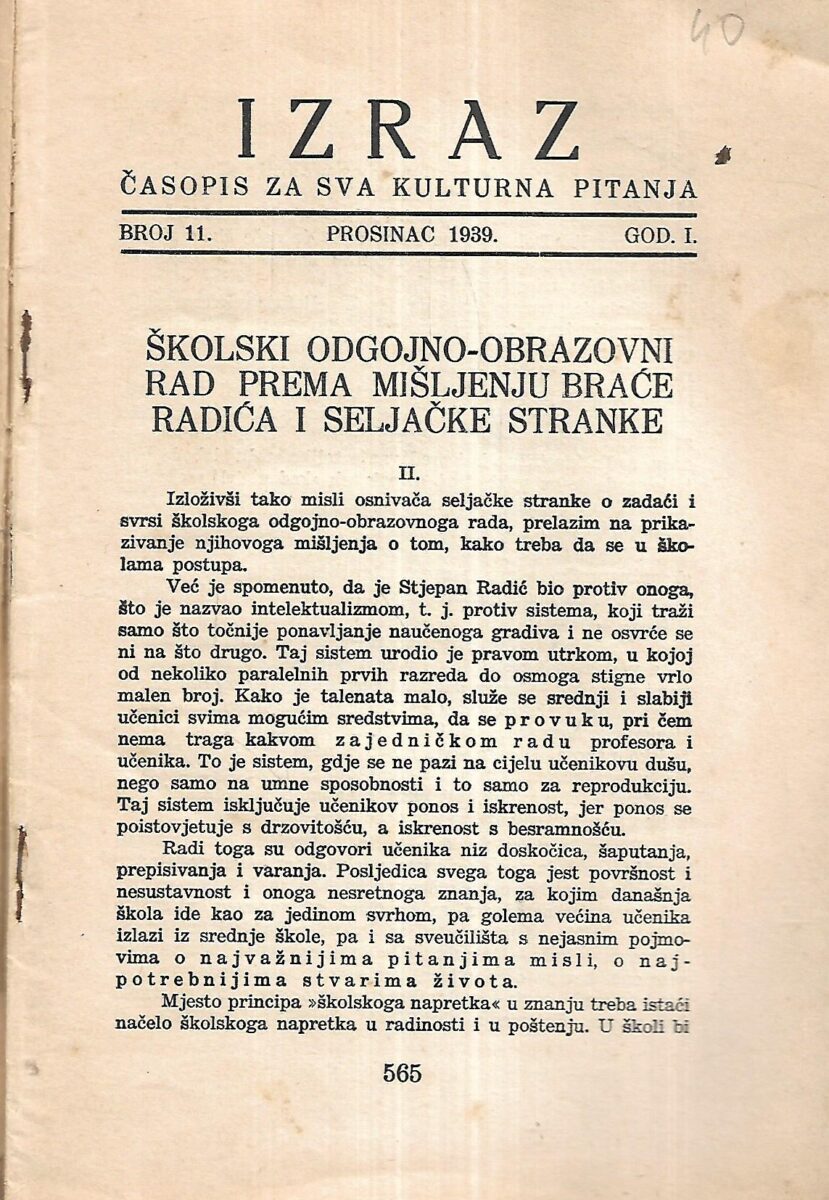 40
IZRAZ
ČASOPIS ZA SVA KULTURNA PITANJA
BROJ 11. PROSINAC 1939. GOD. I.
ŠKOLSKI ODGOJNO-OBRAZOVNI
RAD PREMA MIŠLJENJU BRAĆE
RADIĆA I SELJAČKE STRANKE
II.
Izloživši tako misli osnivača seljačke stranke o zadaći i
svrsi školskoga odgojno-obrazovnoga rada, prelazim na prika-
zivanje njihovoga mišljenja o tom, kako treba da se u ško-
lama postupa.
Već je spomenuto, da je Stjepan Radić bio protiv onoga,
što je nazvao intelektualizmom, t. j. protiv sistema, koji traži
samo što točnije ponavljanje naučenoga gradiva i ne osvrće se
ni na što drugo. Taj sistem urodio je pravom utrkom, u kojoj
od nekoliko paralelnih prvih razreda do osmoga stigne vrlo
malen broj. Kako je talenata malo, služe se srednji i slabiji
učenici svima mogućim sredstvima, da se provuku, pri čem
nema traga kakvom zajedničkom radu profesora i
učenika. To je sistem, gdje se ne pazi na cijelu učenikovu dušu,
nego samo na umne sposobnosti i to samo za reprodukciju.
Taj sistem isključuje učenikov ponos i iskrenost, jer ponos se
poistovjetuje s drzovitošću, a iskrenost s besramnošću.
Radi toga su odgovori učenika niz doskočica, šaputanja,
prepisivanja i varanja. Posljedica svega toga jest površnost i
nesustavnost i onoga nesretnoga znanja, za kojim današnja
škola ide kao za jedinom svrhom, pa golema većina učenika
izlazi iz srednje škole, pa i sa sveučilišta s nejasnim pojmo-
vima o najvažnijima pitanjima misli, o naj-
potrebnijima stvarima života.
Mjesto principa »školskoga napretka« u znanju treba istaći
načelo školskoga napretka u radinosti i u poštenju. U školi bi
565